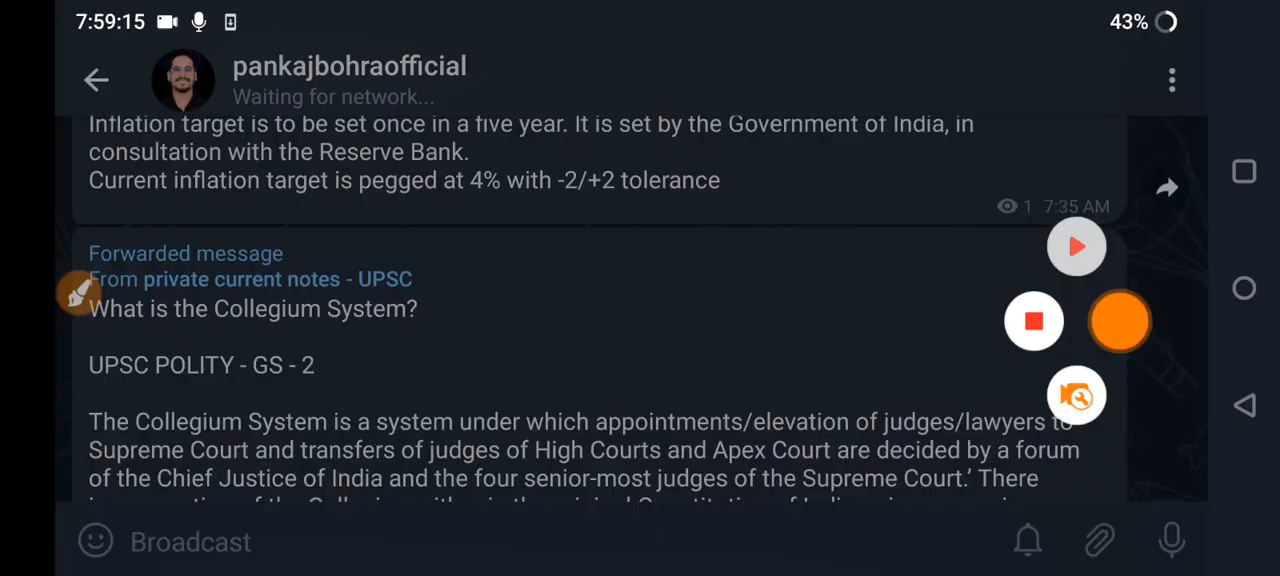 7:59:15
43%
pankajbohraofficial
Waiting for network...
Inflation target is to be set once in a five year. It is set by the Government of India, in
consultation with the Reserve Bank.
Current inflation target is pegged at 4% with -2/+2 tolerance
1 7:35 AM
Forwarded message
From private current notes - UPSC
What is the Collegium System?
UPSC POLITY - GS - 2
The Collegium System is a system under which appointments/elevation of judges/lawyers to
Supreme Court and transfers of judges of High Courts and Apex Court are decided by a forum
of the Chief Justice of India and the four senior-most judges of the Supreme Court.’ There
Broadcast